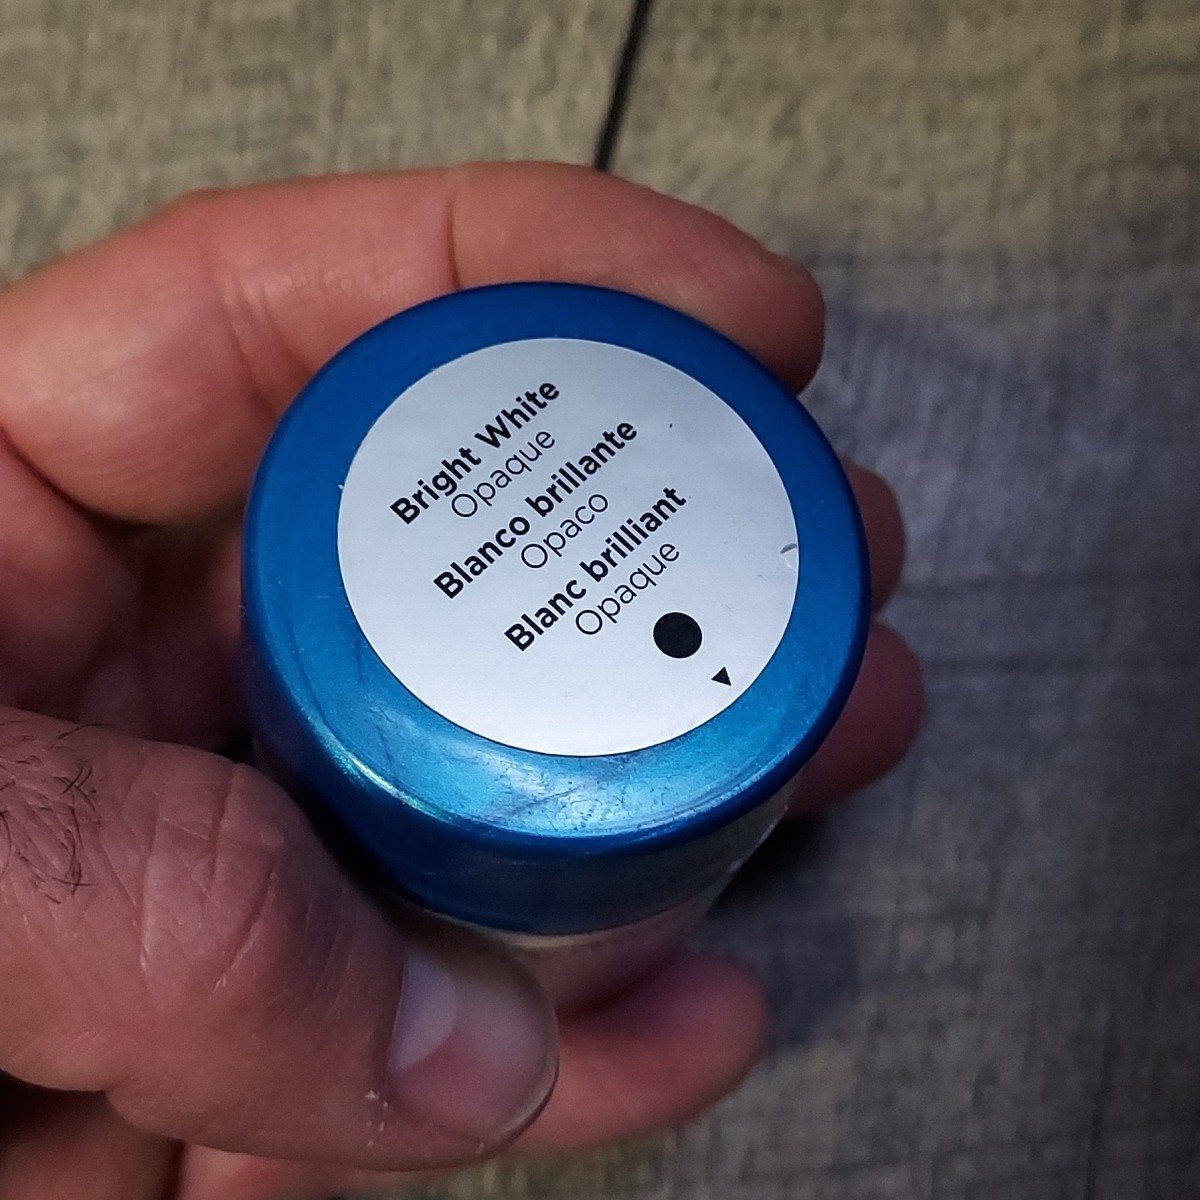 Bright White
Opaque
Blanco brillante
Opaco
Blanc brilliant
Opaque